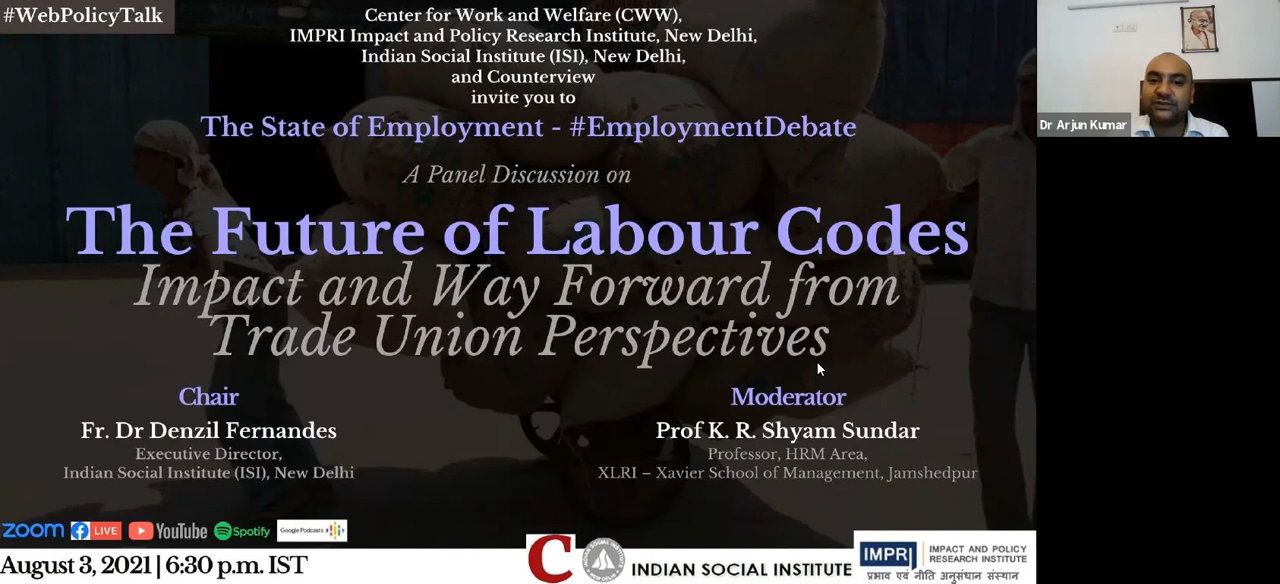 #WebPolicyTalk
Center for Work and Welfare (CWW),
IMPRI Impact and Policy Research Institute, New Delhi,
Indian Social Institute (ISI), New Delhi,
and Counterview
invite you to
The State of Employment - #EmploymentDebate
A Panel Discussion on
The Future of Labour Codes
Impact and Way Forward from
Trade Union Perspectives
Chair
Fr. Dr Denzil Fernandes
Executive Director,
Indian Social Institute (ISI), New Delhi
Moderator
Prof K. R. Shyam Sundar
Professor, HRM Area,
XLRI – Xavier School of Management, Jamshedpur
zoom LIVE YouTube Spotify Google Podcasts
August 3, 2021 | 6:30 p.m. IST
C
INDIAN SOCIAL INSTITUTE
IMPRI
IMPACT AND POLICY
RESEARCH INSTITUTE
प्रभाव एवं नीति अनुसंधान संस्थान
Dr Arjun Kumar